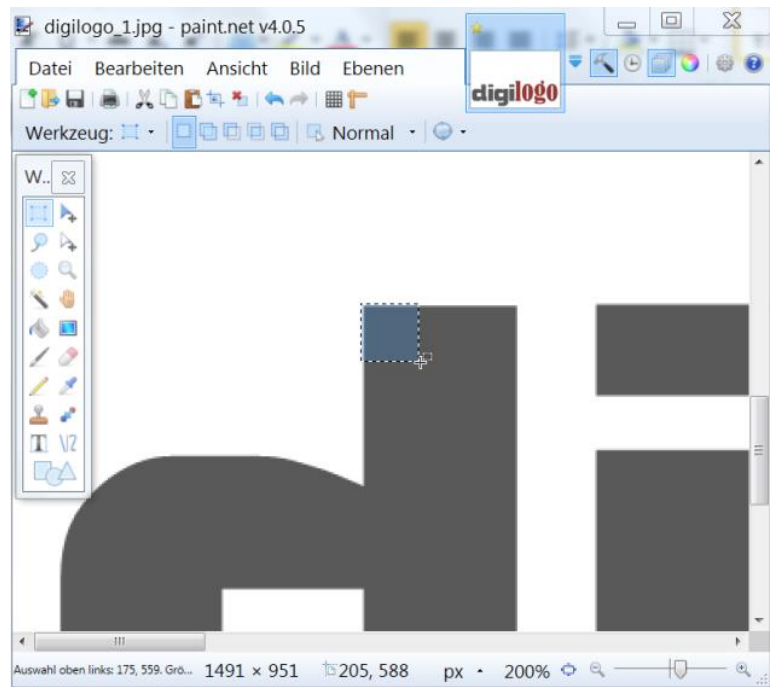 digilogo_1.jpg - paint.net v4.0.5
Datei Bearbeiten Ansicht Bild Ebenen
digilogo
Werkzeug: Normal
W..
di
Auswahl oben links: 175, 559. Grö... 1491 × 951 205, 588 px 200%